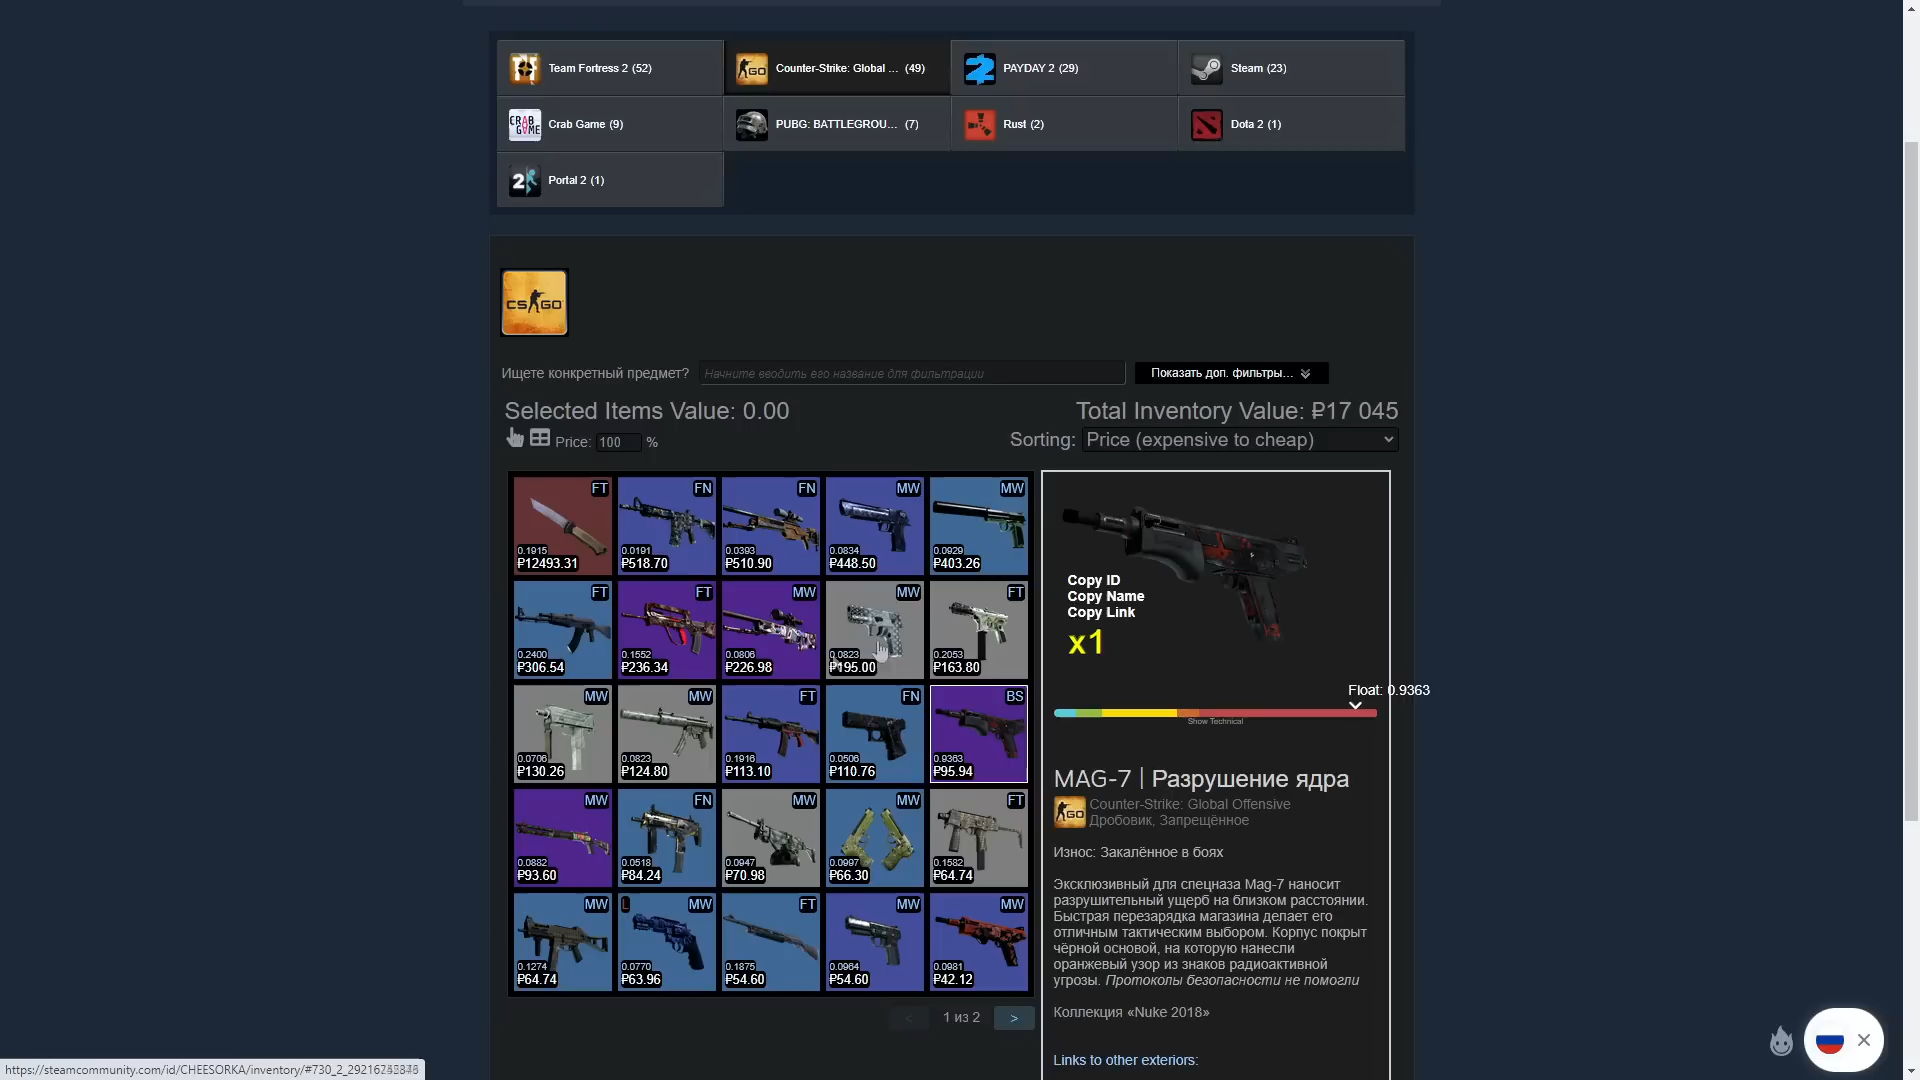 Team Fortress 2 (52)
Counter-Strike: Global ... (49)
PAYDAY 2 (29)
Steam (23)
CRAB GAME
Crab Game (9)
PUBG: BATTLEGROU... (7)
Rust (2)
Dota 2 (1)
Portal 2 (1)
CS GO
Ищете конкретный предмет?
Начните вводить его название для фильтрации
Показать доп. фильтры...
Selected Items Value: 0.00
Total Inventory Value: ₽17 045
Price: 100 %
Sorting: Price (expensive to cheap)
FT
0.1915
₽12493.31
FN
0.0191
₽518.70
FN
0.0393
₽510.90
MW
0.0834
₽448.50
MW
0.0929
₽403.26
FT
0.2400
₽306.54
FT
0.1552
₽236.34
MW
0.0806
₽226.98
MW
0.0823
₽195.00
FT
0.2053
₽163.80
MW
0.0706
₽130.26
MW
0.0823
₽124.80
FT
0.1916
₽113.10
FN
0.0506
₽110.76
BS
0.9363
₽95.94
MW
0.0882
₽93.60
FN
0.0518
₽84.24
MW
0.0947
₽70.98
MW
0.0997
₽66.30
FT
0.1582
₽64.74
MW
0.1274
₽64.74
L
MW
0.0770
₽63.96
FT
0.1875
₽54.60
MW
0.0964
₽54.60
MW
0.0981
₽42.12
<
1 из 2
>
Copy ID
Copy Name
Copy Link
x1
Float: 0.9363
Show Technical
MAG-7 | Разрушение ядра
GO
Counter-Strike: Global Offensive
Дробовик, Запрещённое
Износ: Закалённое в боях
Эксклюзивный для спецназа Mag-7 наносит
разрушительный ущерб на близком расстоянии.
Быстрая перезарядка магазина делает его
отличным тактическим выбором. Корпус покрыт
чёрной основой, на которую нанесли
оранжевый узор из знаков радиоактивной
угрозы. Протоколы безопасности не помогли
Коллекция «Nuke 2018»
Links to other exteriors: